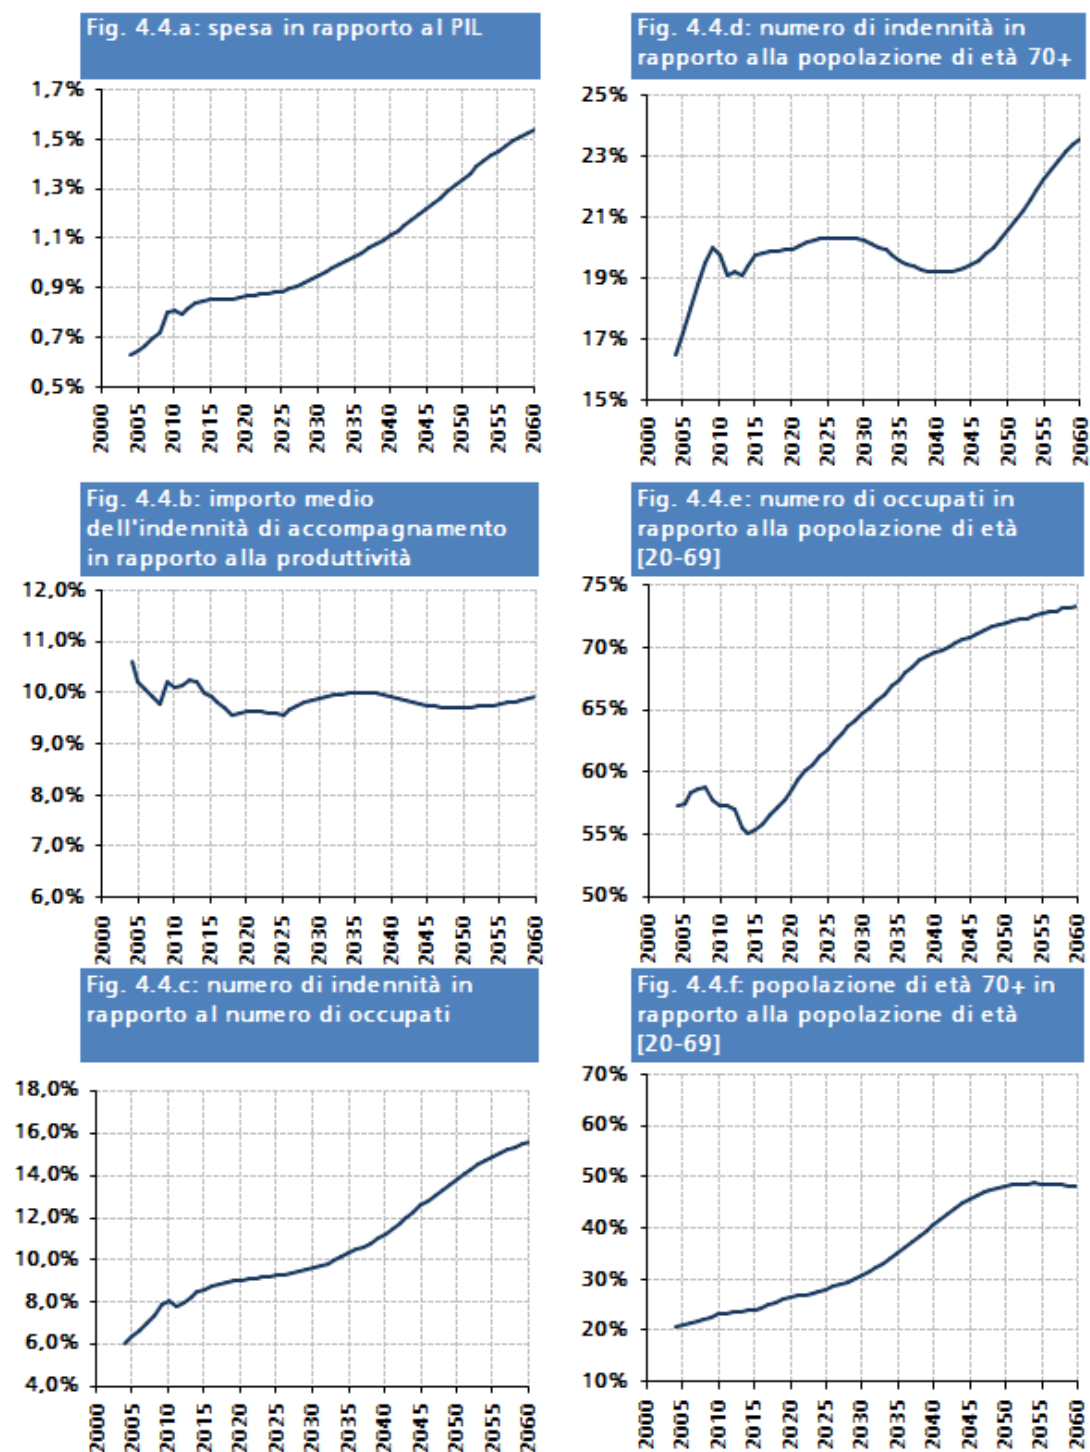 Fig. 4.4.a: spesa in rapporto al PIL
1,7%
1,5%
1,3%
1,1%
0,9%
0,7%
0,5%
2000 2005 2010 2015 2020 2025 2030 2035 2040 2045 2050 2055 2060
Fig. 4.4.d: numero di indennità in
rapporto alla popolazione di età 70+
25%
23%
21%
19%
17%
15%
2000 2005 2010 2015 2020 2025 2030 2035 2040 2045 2050 2055 2060
Fig. 4.4.b: importo medio
dell'indennità di accompagnamento
in rapporto alla produttività
12,0%
11,0%
10,0%
9,0%
8,0%
7,0%
6,0%
2000 2005 2010 2015 2020 2025 2030 2035 2040 2045 2050 2055 2060
Fig. 4.4.e: numero di occupati in
rapporto alla popolazione di età
[20-69]
75%
70%
65%
60%
55%
50%
2000 2005 2010 2015 2020 2025 2030 2035 2040 2045 2050 2055 2060
Fig. 4.4.c: numero di indennità in
rapporto al numero di occupati
18,0%
16,0%
14,0%
12,0%
10,0%
8,0%
6,0%
4,0%
2000 2005 2010 2015 2020 2025 2030 2035 2040 2045 2050 2055 2060
Fig. 4.4.f: popolazione di età 70+ in
rapporto alla popolazione di età
[20-69]
70%
60%
50%
40%
30%
20%
10%
2000 2005 2010 2015 2020 2025 2030 2035 2040 2045 2050 2055 2060